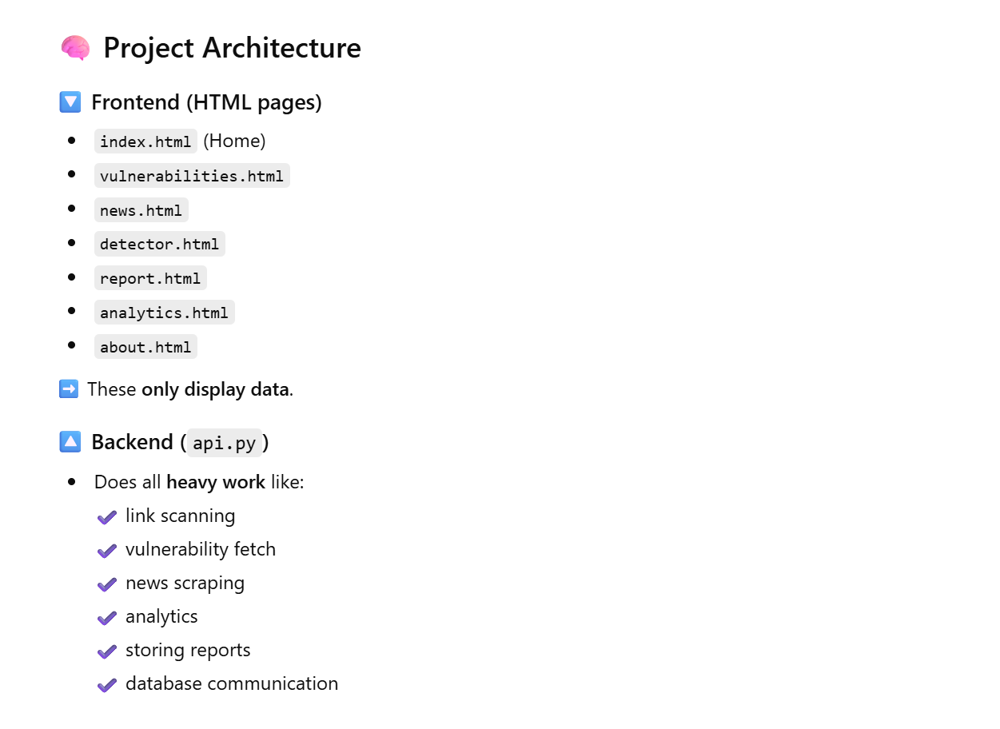 🧠 Project Architecture
🔽 Frontend (HTML pages)
• index.html (Home)
• vulnerabilities.html
• news.html
• detector.html
• report.html
• analytics.html
• about.html
➡️ These only display data.
🔼 Backend (api.py)
• Does all heavy work like:
✔ link scanning
✔ vulnerability fetch
✔ news scraping
✔ analytics
✔ storing reports
✔ database communication